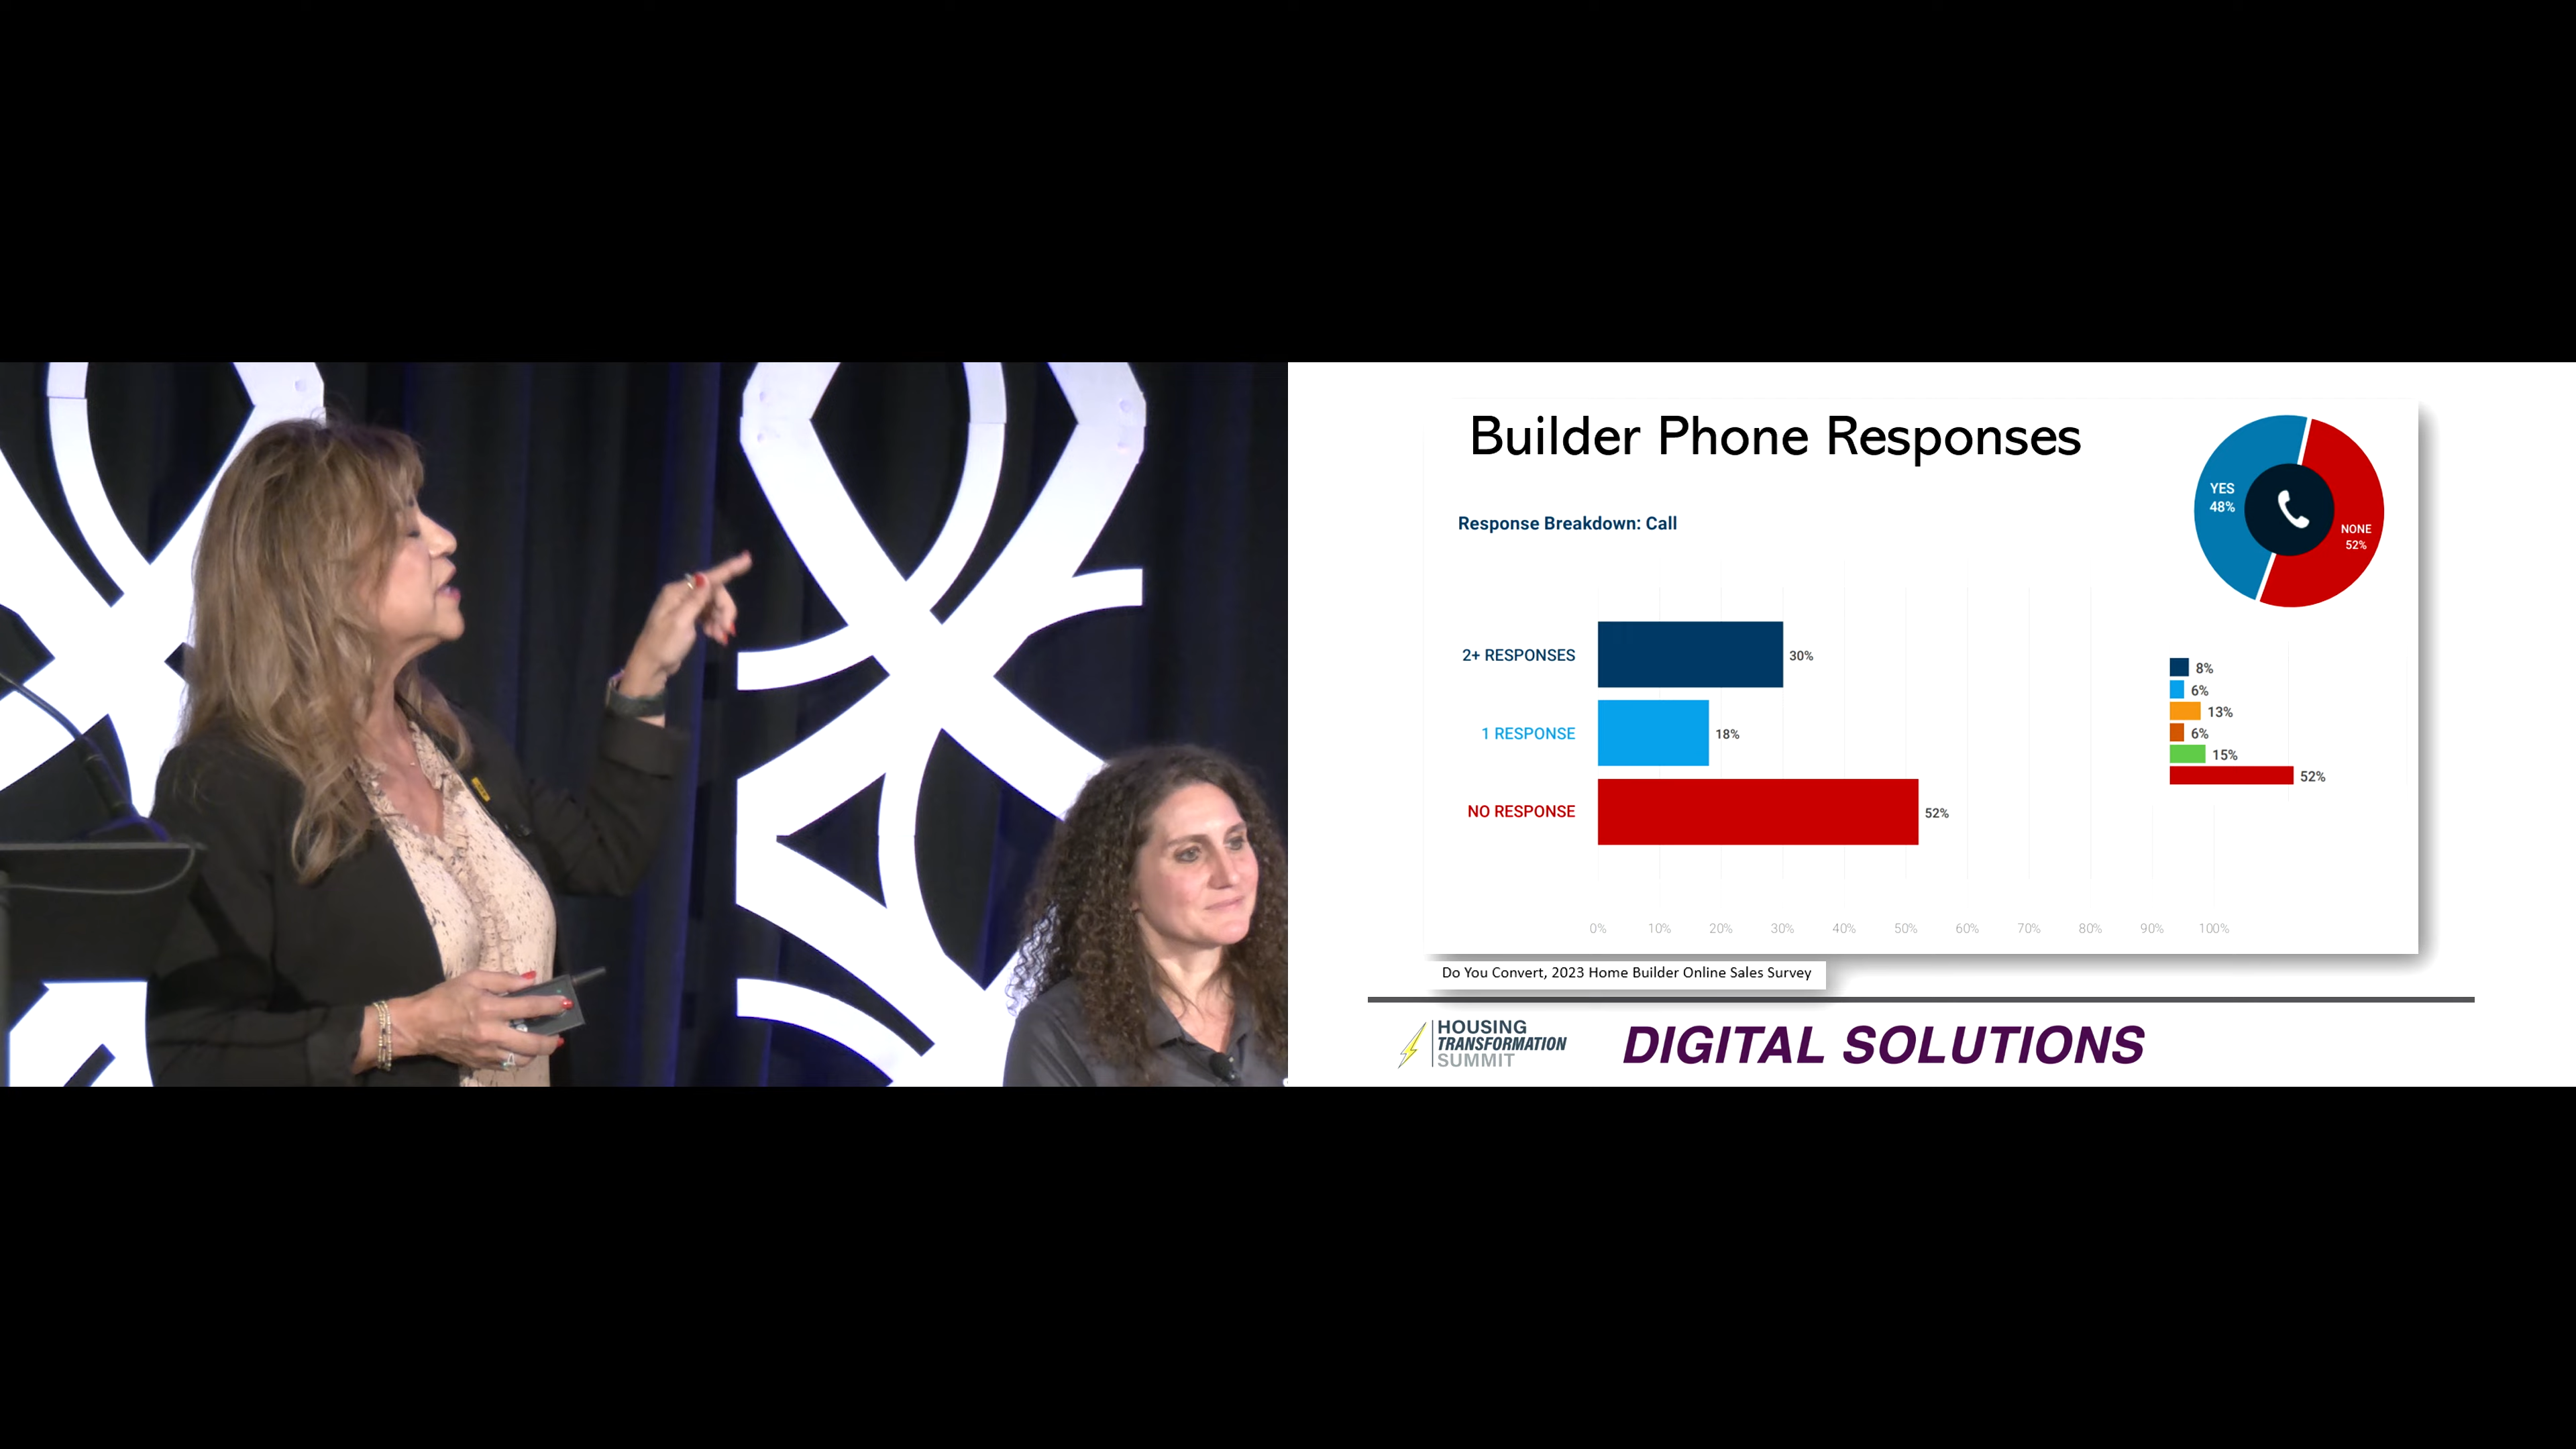 Builder Phone Responses
YES
48%
NONE
52%
Response Breakdown: Call
2+ RESPONSES
30%
1 RESPONSE
18%
NO RESPONSE
52%
8%
6%
13%
6%
15%
52%
0% 10% 20% 30% 40% 50% 60% 70% 80% 90% 100%
Do You Convert, 2023 Home Builder Online Sales Survey
HOUSING
TRANSFORMATION
SUMMIT
DIGITAL SOLUTIONS